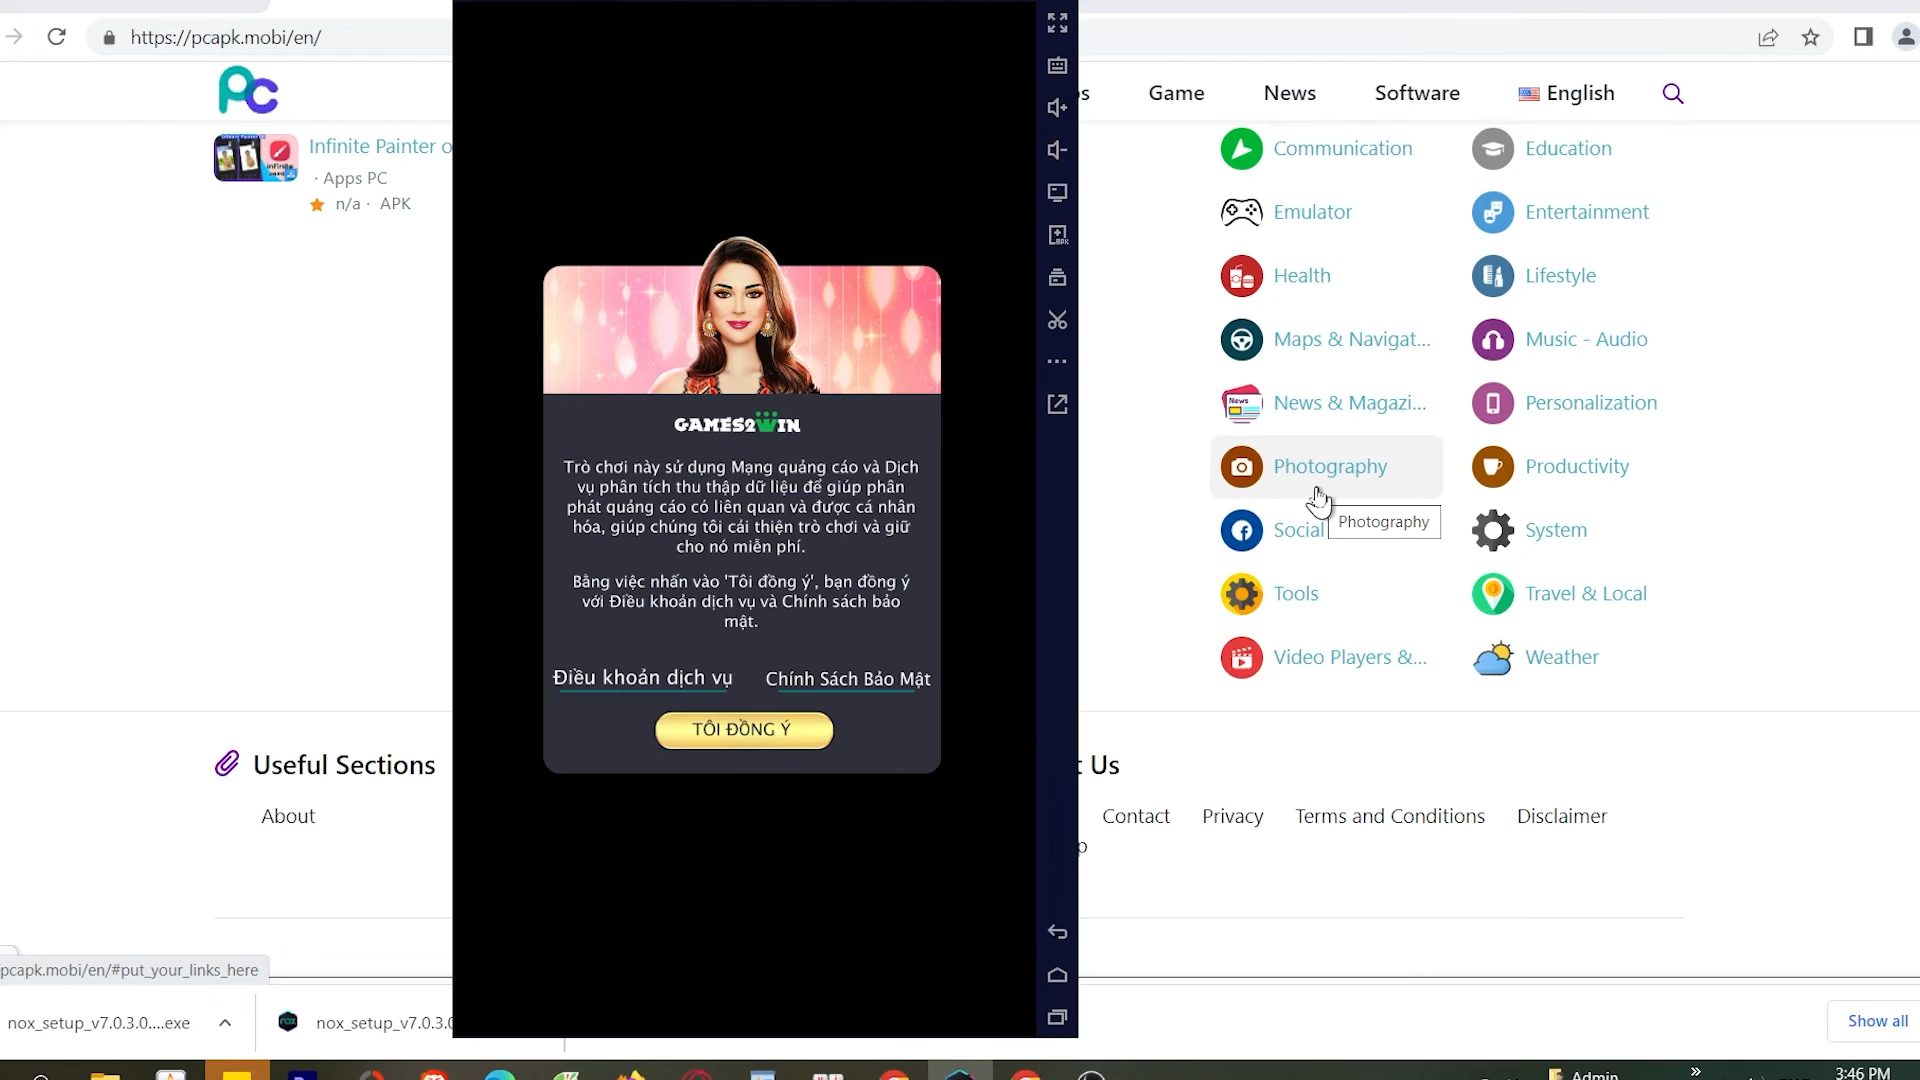 https://pcapk.mobi/en/
PC
Game
News
Software
English
Infinite Painter
· Apps PC
n/a · APK
Communication
Education
Emulator
Entertainment
Health
Lifestyle
Maps & Navigat...
Music - Audio
News & Magazi...
Personalization
Photography
Productivity
Photography
Social
System
Tools
Travel & Local
Video Players &...
Weather
GAMES2WIN
Trò chơi này sử dụng Mạng quảng cáo và Dịch
vụ phân tích thu thập dữ liệu để giúp phân
phát quảng cáo có liên quan và được cá nhân
hóa, giúp chúng tôi cải thiện trò chơi và giữ
cho nó miễn phí.
Bằng việc nhấn vào 'Tôi đồng ý', bạn đồng ý
với Điều khoản dịch vụ và Chính sách bảo
mật.
Điều khoản dịch vụ
Chính Sách Bảo Mật
TÔI ĐỒNG Ý
Useful Sections
Us
About
Contact
Privacy
Terms and Conditions
Disclaimer
pcapk.mobi/en/#put_your_links_here
nox_setup_v7.0.3.0....exe
nox_setup_v7.0.3.0
Show all
Admin
3:46 PM